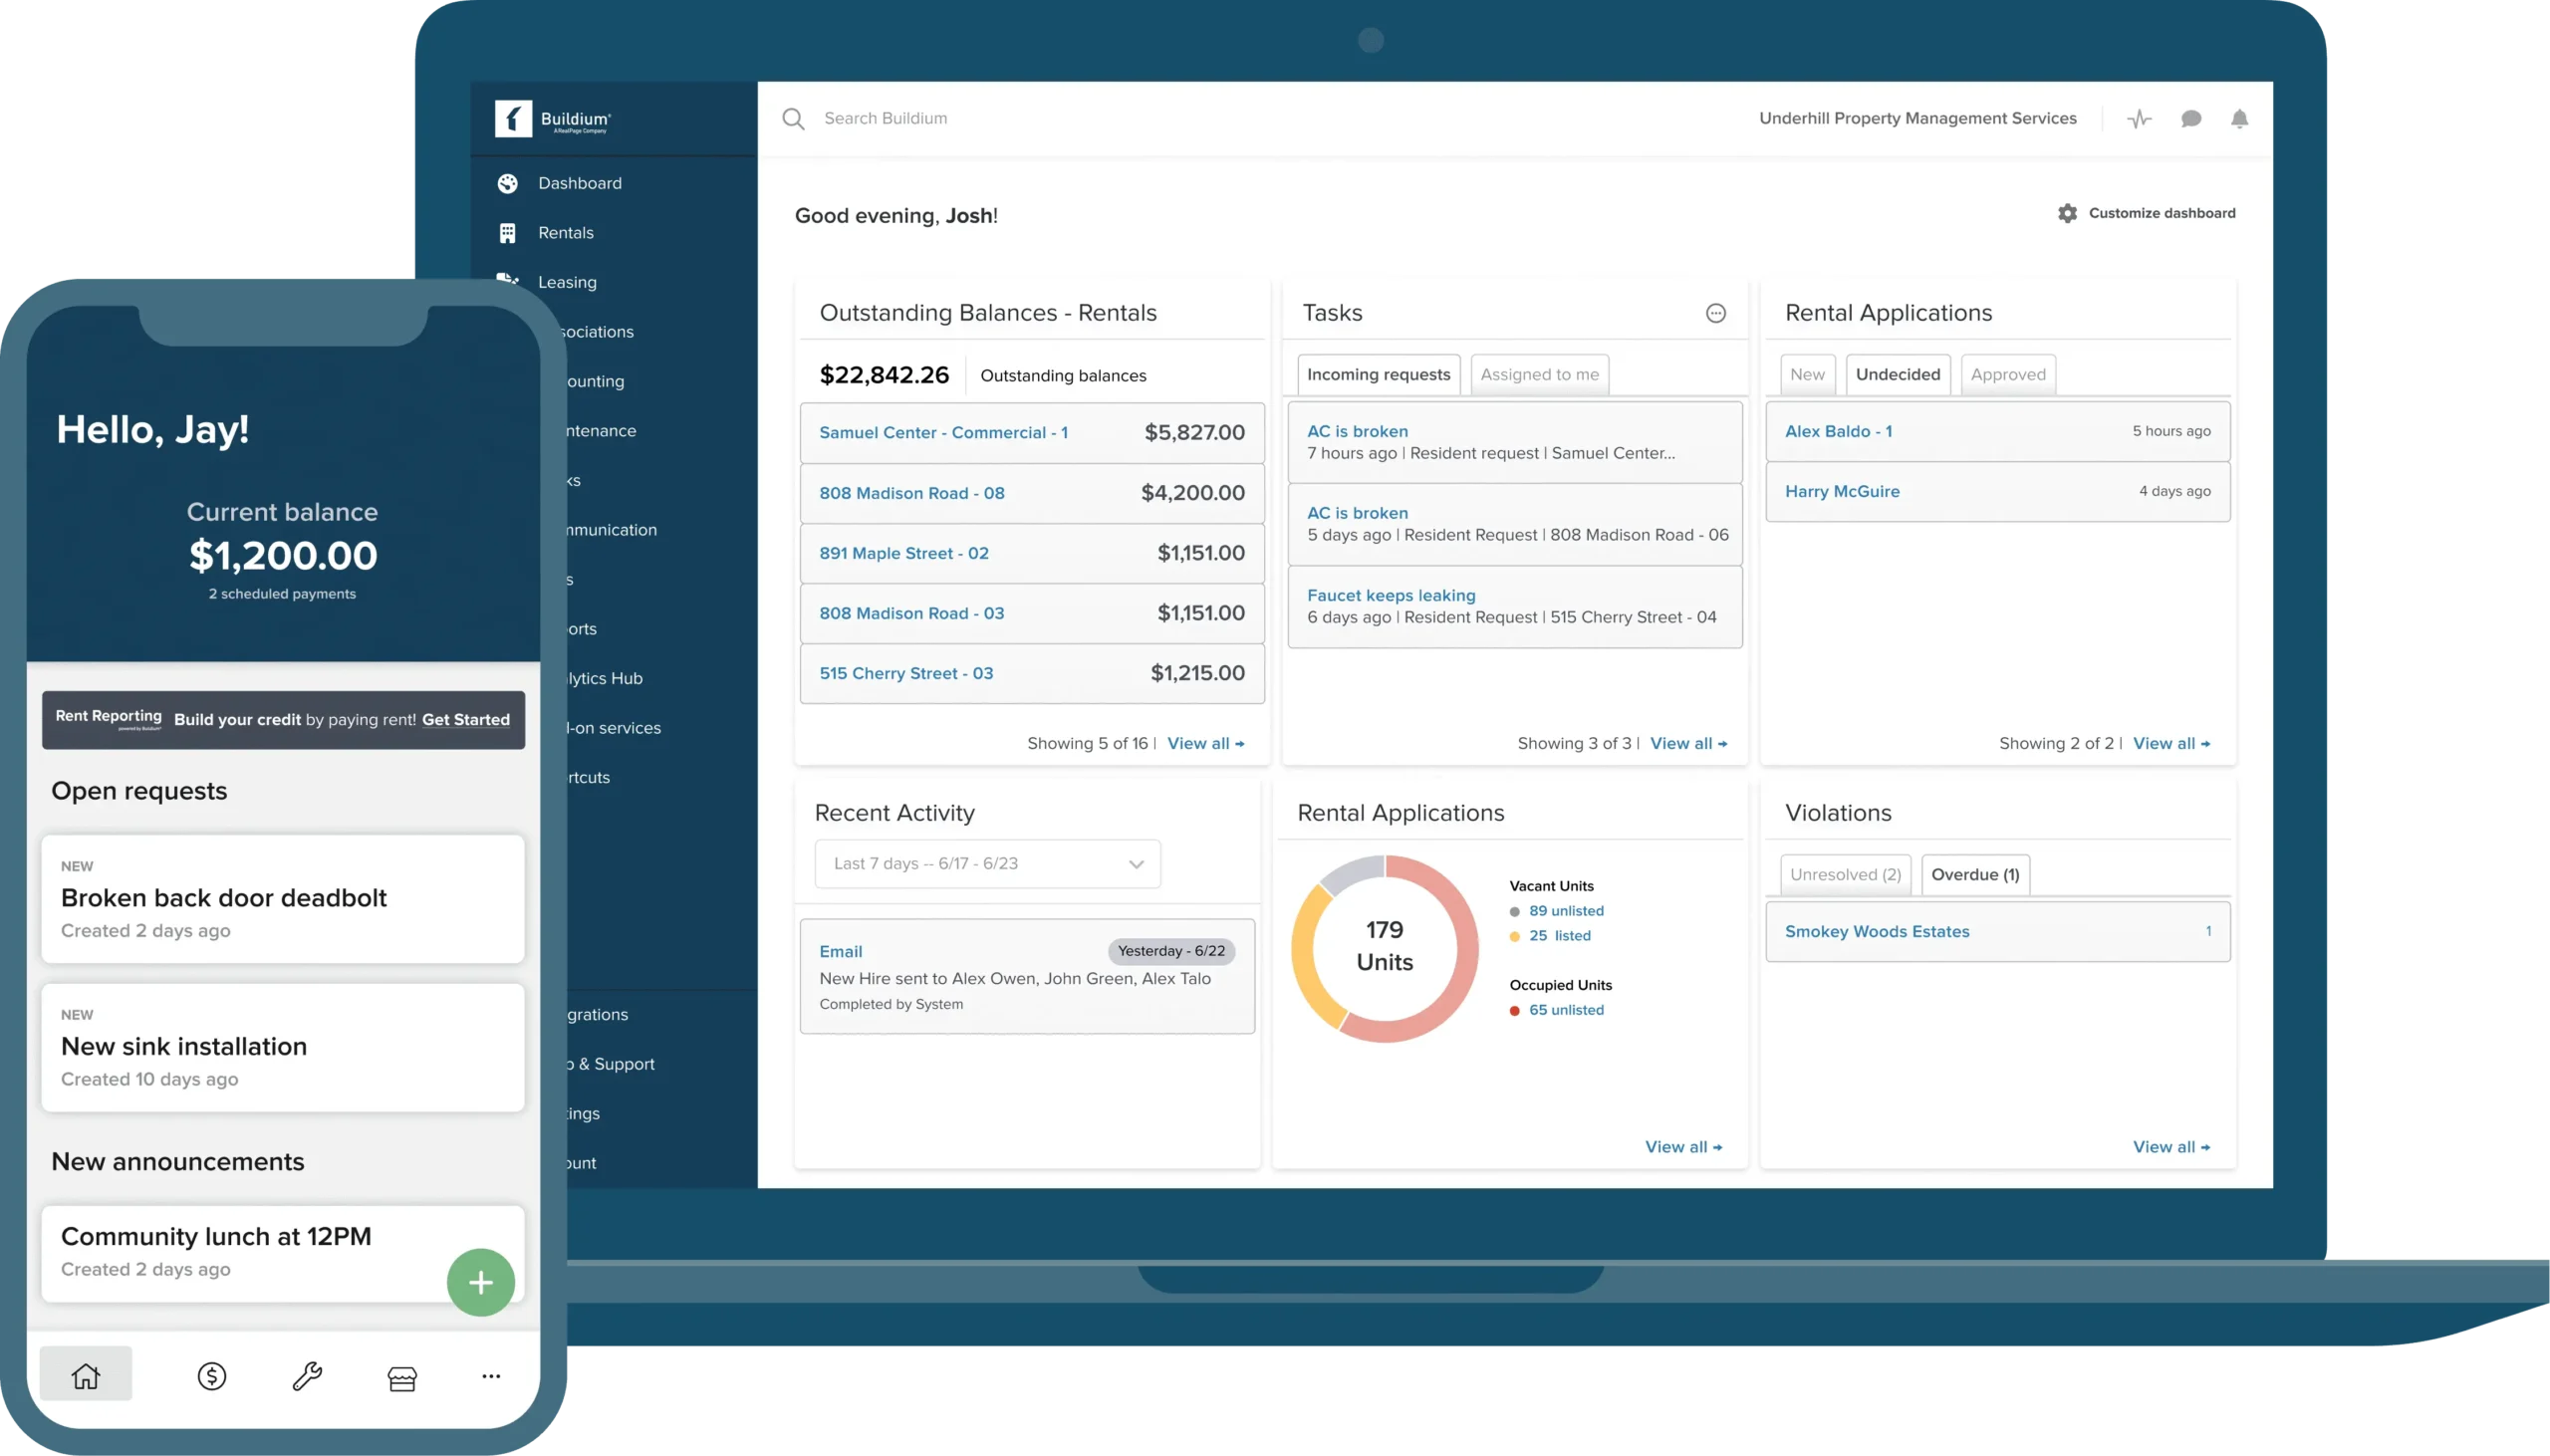 Buildium®
A RealPage Company
Search Buildium
Underhill Property Management Services
Dashboard
Rentals
Leasing
sociations
ounting
ntenance
ks
mmunication
s
orts
lytics Hub
-on services
rtcuts
grations
p & Support
tings
ount
Good evening, Josh!
Customize dashboard
Outstanding Balances - Rentals
$22,842.26 Outstanding balances
Samuel Center - Commercial - 1 $5,827.00
808 Madison Road - 08 $4,200.00
891 Maple Street - 02 $1,151.00
808 Madison Road - 03 $1,151.00
515 Cherry Street - 03 $1,215.00
Showing 5 of 16 | View all
Tasks
Incoming requests Assigned to me
AC is broken
7 hours ago | Resident request | Samuel Center...
AC is broken
5 days ago | Resident Request | 808 Madison Road - 06
Faucet keeps leaking
6 days ago | Resident Request | 515 Cherry Street - 04
Showing 3 of 3 | View all
Rental Applications
New Undecided Approved
Alex Baldo - 1 5 hours ago
Harry McGuire 4 days ago
Showing 2 of 2 | View all
Recent Activity
Last 7 days -- 6/17 - 6/23
Email Yesterday - 6/22
New Hire sent to Alex Owen, John Green, Alex Talo
Completed by System
Rental Applications
179
Units
Vacant Units
89 unlisted
25 listed
Occupied Units
65 unlisted
View all
Violations
Unresolved (2) Overdue (1)
Smokey Woods Estates 1
View all
Hello, Jay!
Current balance
$1,200.00
2 scheduled payments
Rent Reporting
powered by Buildium®
Build your credit by paying rent! Get Started
Open requests
NEW
Broken back door deadbolt
Created 2 days ago
NEW
New sink installation
Created 10 days ago
New announcements
Community lunch at 12PM
Created 2 days ago